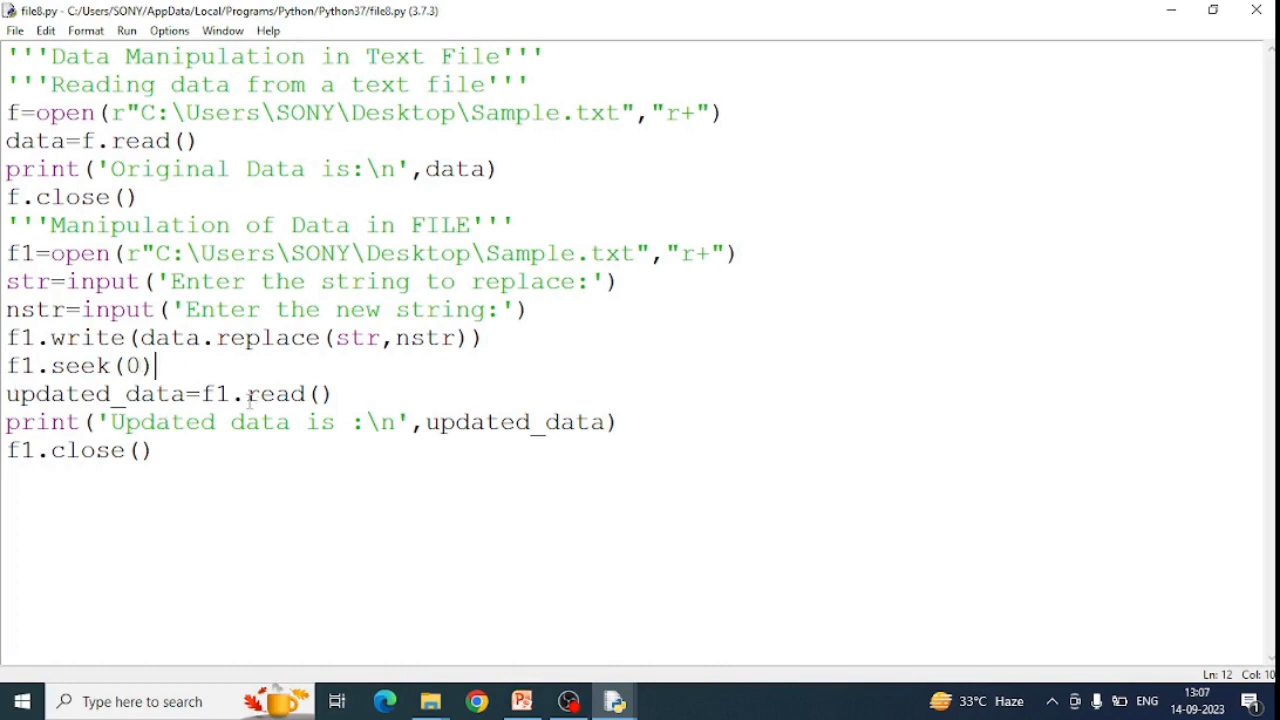 file8.py - C:/Users/SONY/AppData/Local/Programs/Python/Python37/file8.py (3.7.3)
File Edit Format Run Options Window Help
'''Data Manipulation in Text File'''
'''Reading data from a text file'''
f=open(r"C:\Users\SONY\Desktop\Sample.txt","r+")
data=f.read()
print('Original Data is:\n',data)
f.close()
'''Manipulation of Data in FILE'''
f1=open(r"C:\Users\SONY\Desktop\Sample.txt","r+")
str=input('Enter the string to replace:')
nstr=input('Enter the new string:')
f1.write(data.replace(str,nstr))
f1.seek(0)
updated_data=f1.read()
print('Updated data is :\n',updated_data)
f1.close()
Ln: 12 Col: 10
Type here to search
33°C Haze
ENG
13:07
14-09-2023
1